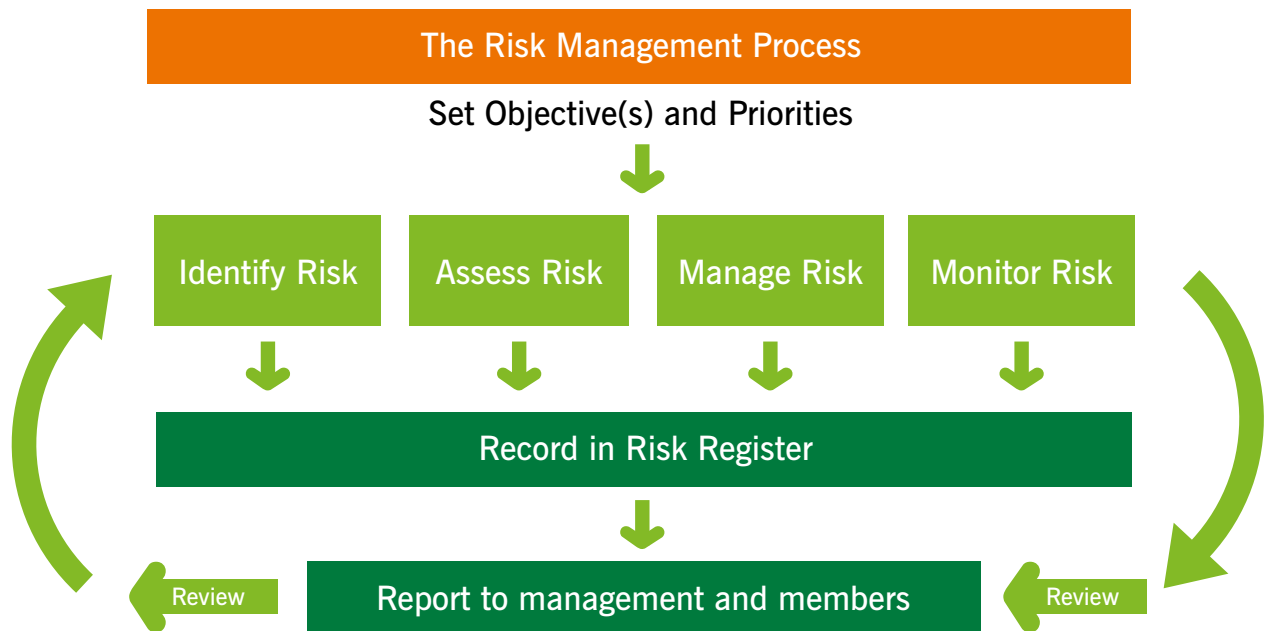 The Risk Management Process
Set Objective(s) and Priorities
Identify Risk
Assess Risk
Manage Risk
Monitor Risk
Record in Risk Register
Review
Report to management and members
Review